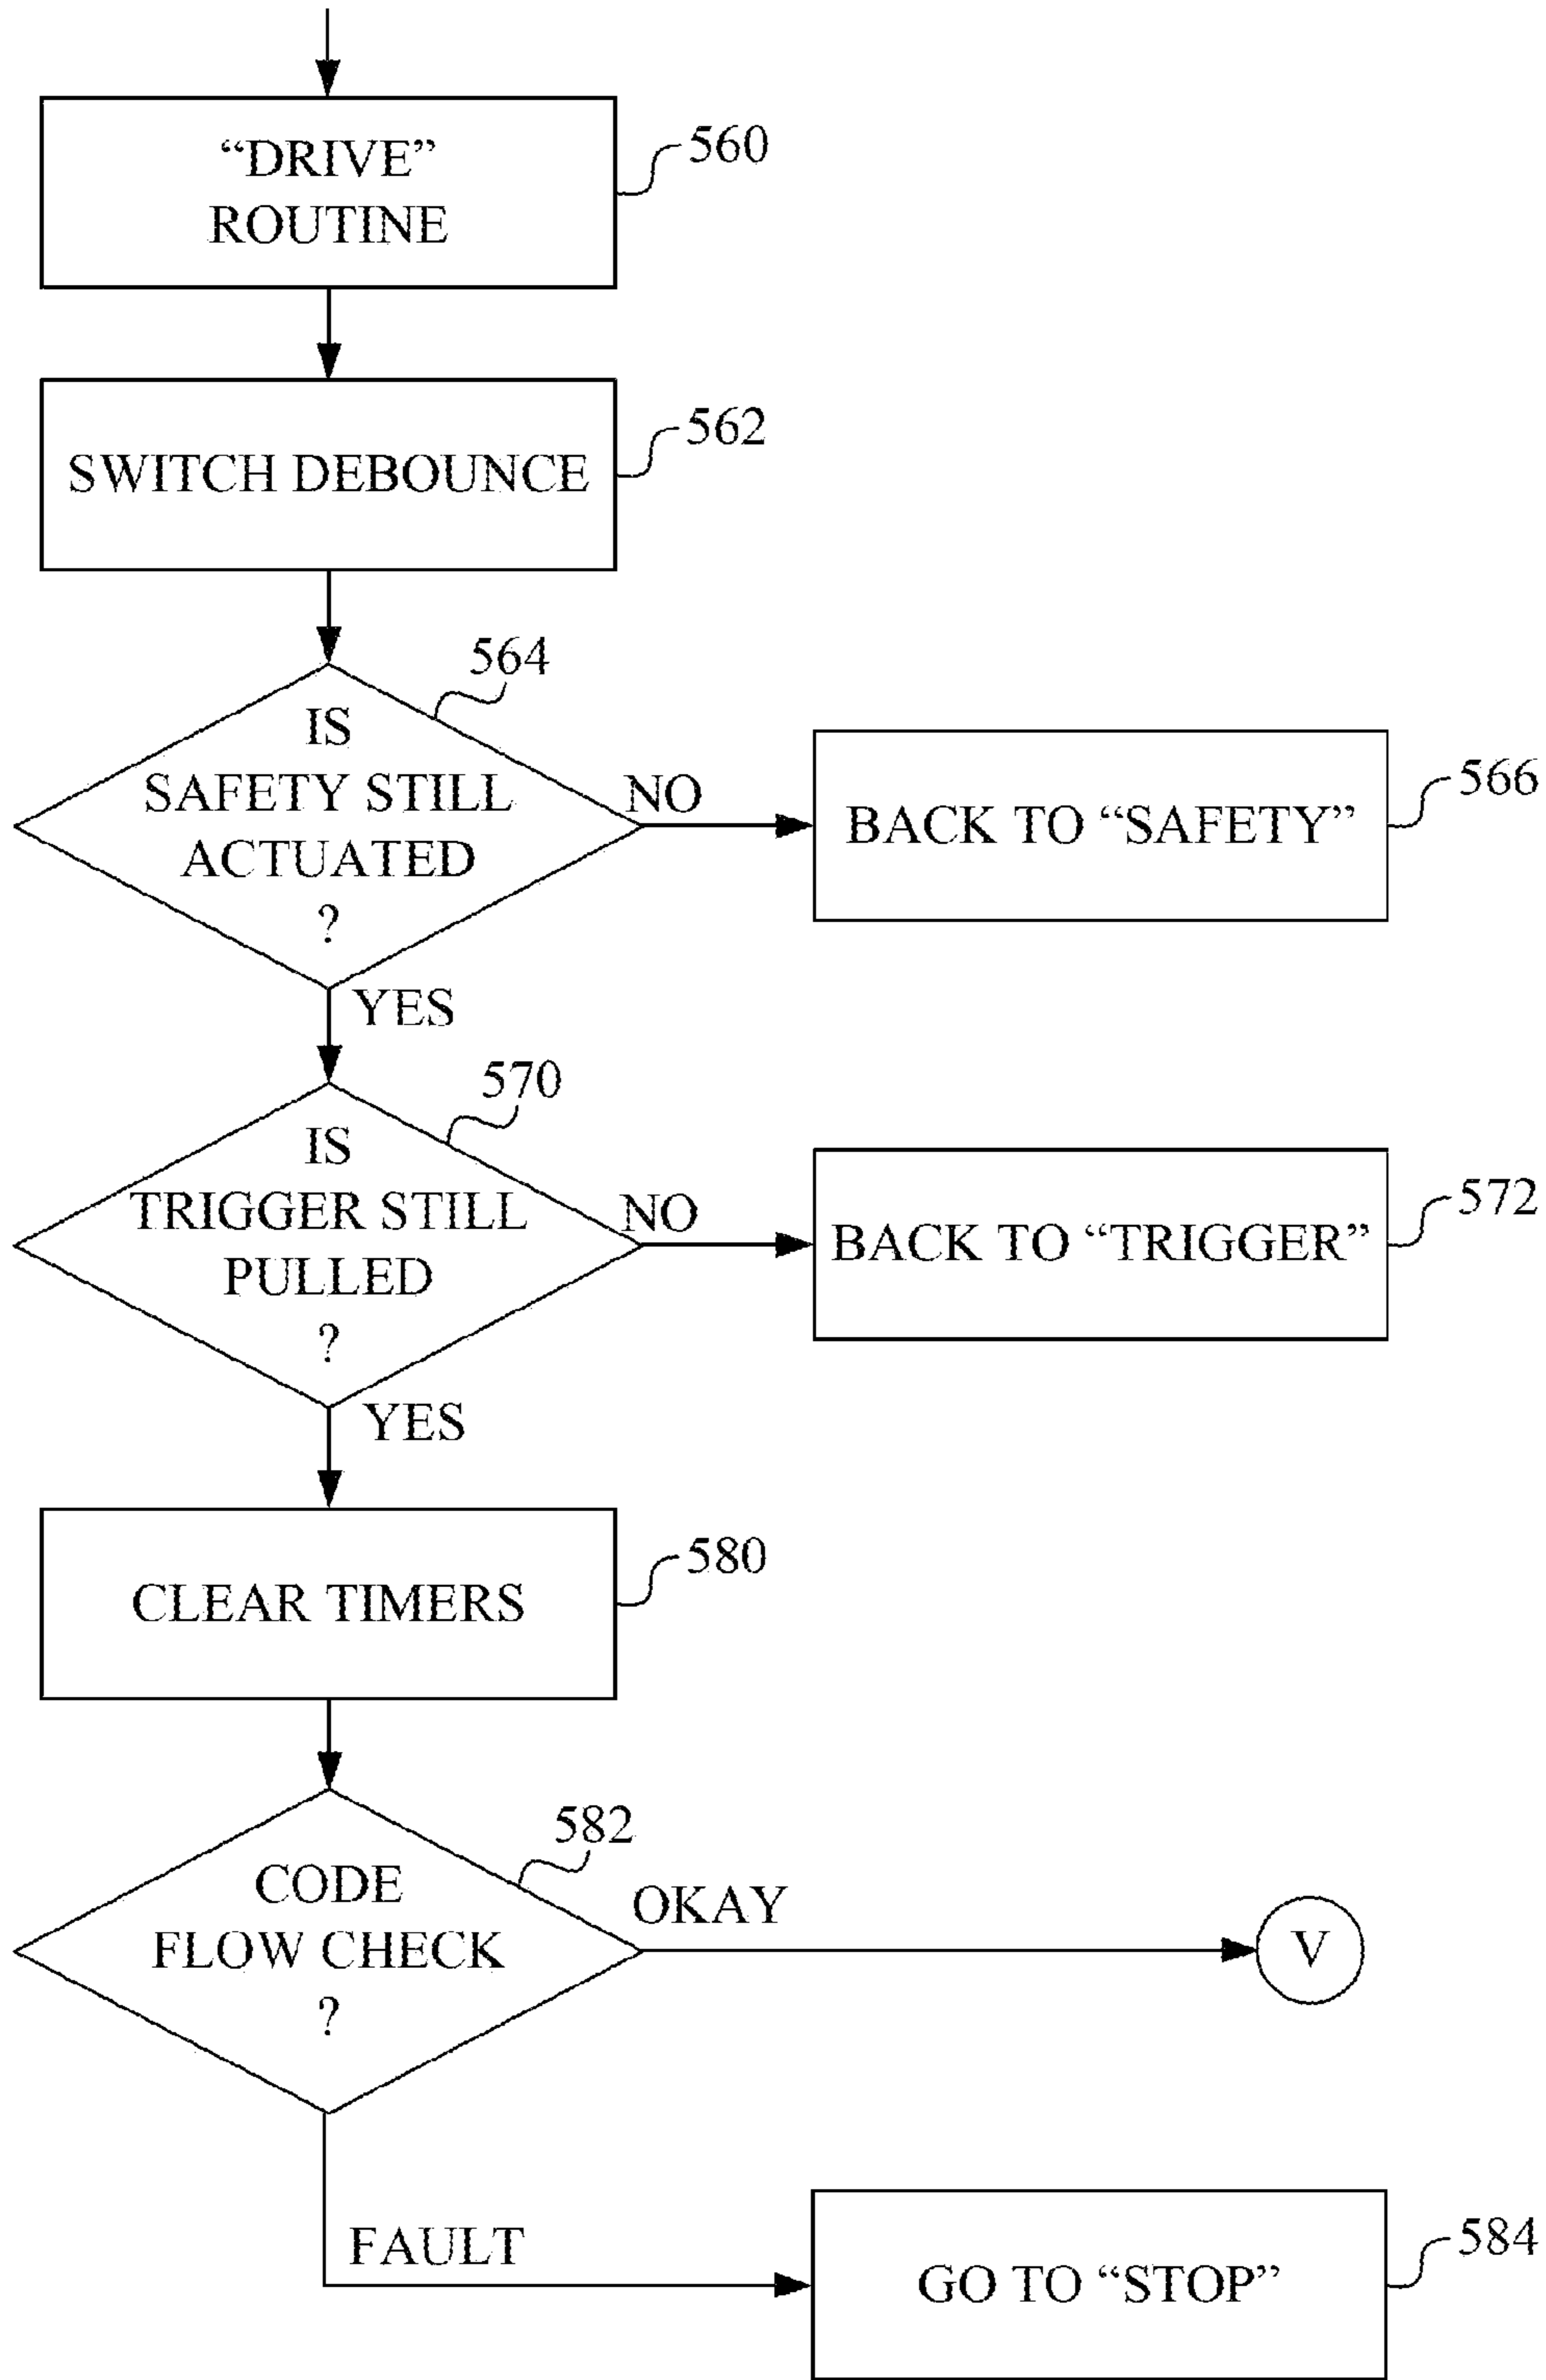 “DRIVE”
ROUTINE
560
SWITCH DEBOUNCE
562
564
IS
SAFETY STILL
ACTUATED
?
NO
BACK TO “SAFETY”
566
YES
570
IS
TRIGGER STILL
PULLED
?
NO
BACK TO “TRIGGER”
572
YES
CLEAR TIMERS
580
582
CODE
FLOW CHECK
?
OKAY
V
FAULT
GO TO “STOP”
584